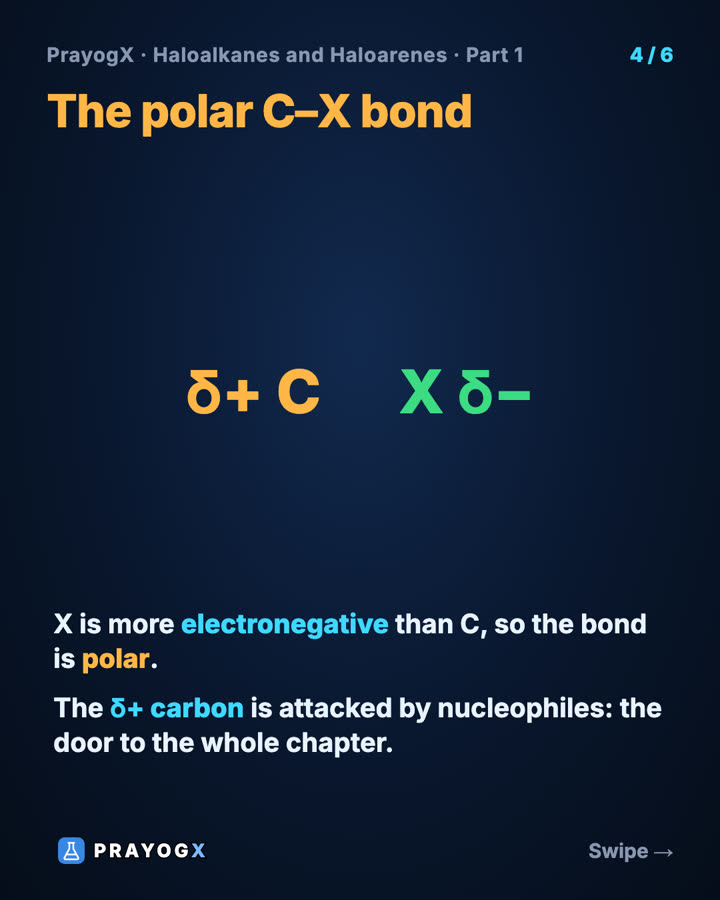 PrayogX · Haloalkanes and Haloarenes · Part 1
4 / 6
The polar C–X bond
δ+ C X δ−
X is more electronegative than C, so the bond
is polar.
The δ+ carbon is attacked by nucleophiles: the
door to the whole chapter.
PRAYOGX
Swipe →